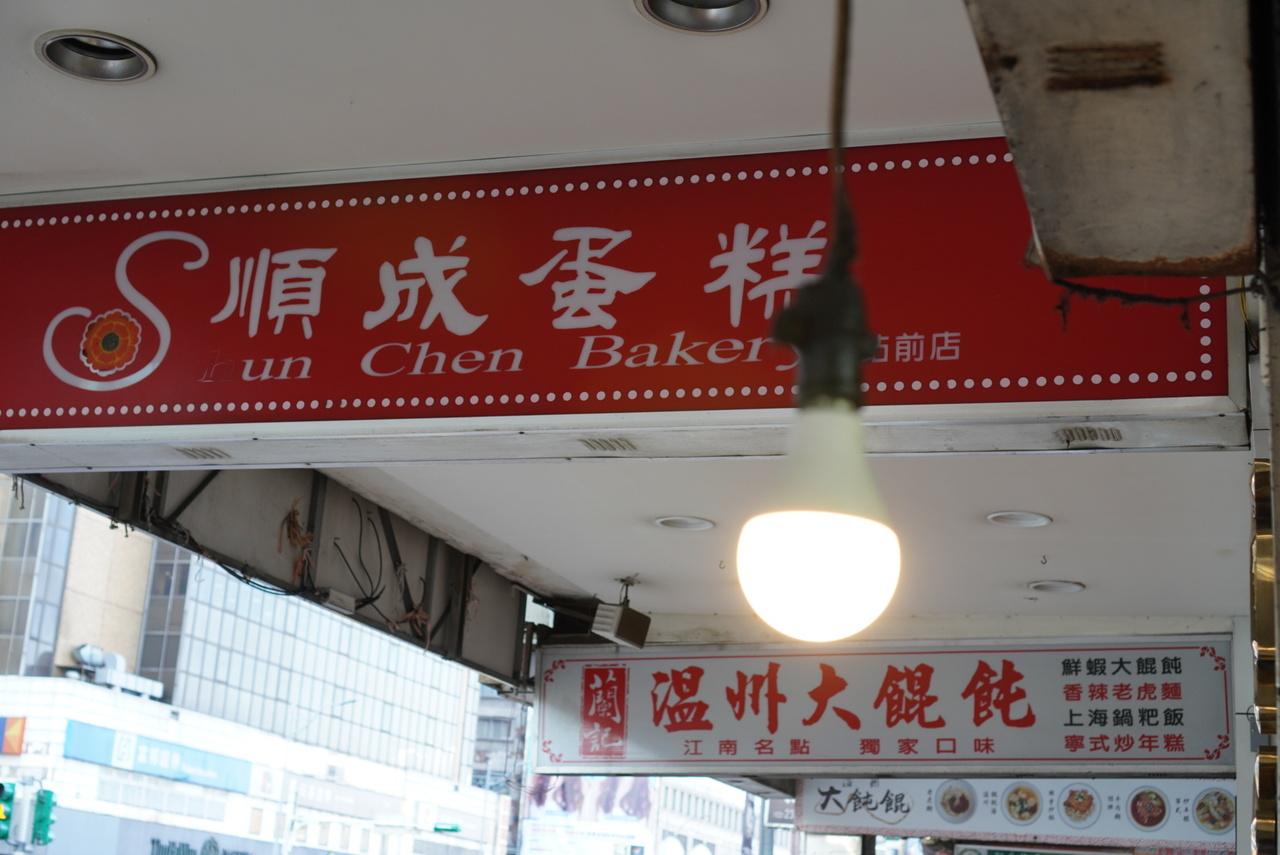 順成蛋糕
Shun Chen Bakery 站前店
蘭記
溫州大餛飩
江南名點 獨家口味
鮮蝦大餛飩
香辣老虎麵
上海鍋粑飯
寧式炒年糕
大餛飩